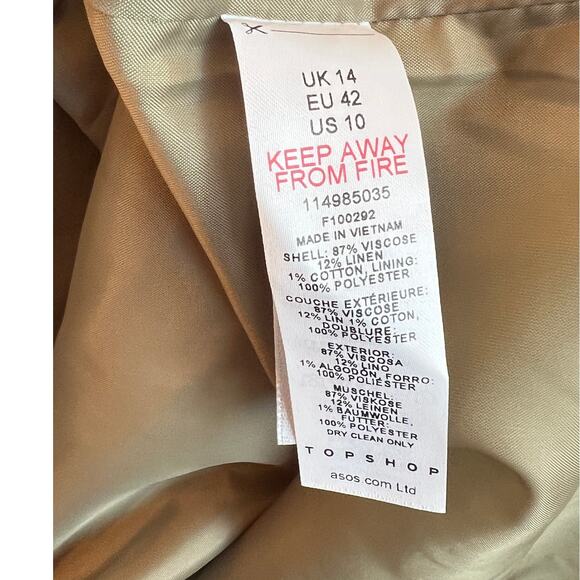 UK 14
EU 42
US 10
KEEP AWAY
FROM FIRE
114985035
F100292
MADE IN VIETNAM
SHELL: 87% VISCOSE
12% LINEN
1% COTTON, LINING:
100% POLYESTER
COUCHE EXTÉRIEURE:
87% VISCOSE
12% LIN 1% COTON,
DOUBLURE:
100% POLYESTER
EXTERIOR:
87% VISCOSA
12% LINO
1% ALGODÓN, FORRO:
100% POLIÉSTER
MUSCHEL:
87% VISKOSE
12% LEINEN
1% BAUMWOLLE,
FUTTER:
100% POLYESTER
DRY CLEAN ONLY
TOPSHOP
asos com Ltd